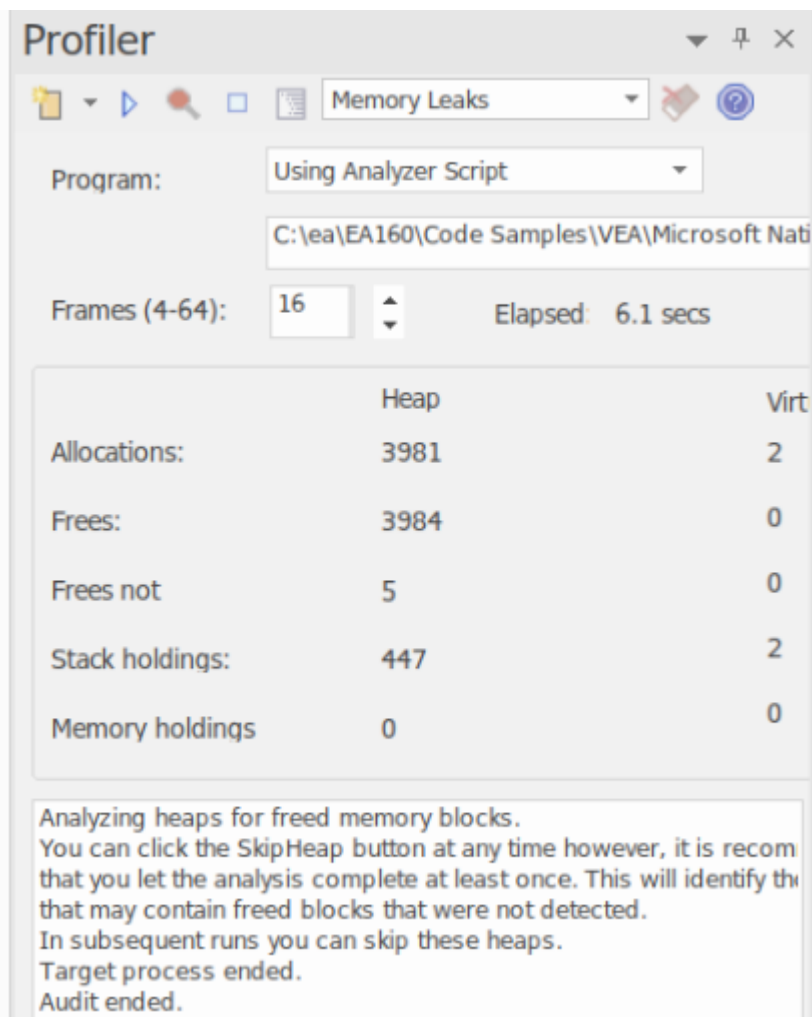 Profiler
Memory Leaks
Program:
Using Analyzer Script
C:\ea\EA160\Code Samples\VEA\Microsoft Nati
Frames (4-64):
16
Elapsed: 6.1 secs
Heap
Virt
Allocations:
3981
2
Frees:
3984
0
Frees not
5
0
Stack holdings:
447
2
Memory holdings
0
0
Analyzing heaps for freed memory blocks.
You can click the SkipHeap button at any time however, it is recom
that you let the analysis complete at least once. This will identify the
that may contain freed blocks that were not detected.
In subsequent runs you can skip these heaps.
Target process ended.
Audit ended.